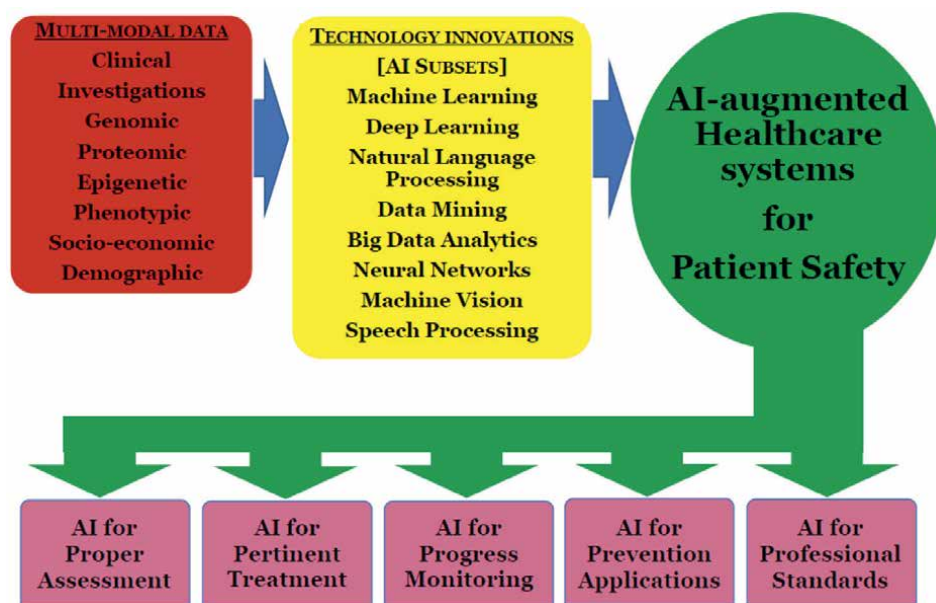 MULTI-MODAL DATA
Clinical
Investigations
Genomic
Proteomic
Epigenetic
Phenotypic
Socio-economic
Demographic
TECHNOLOGY INNOVATIONS
[AI SUBSETS]
Machine Learning
Deep Learning
Natural Language
Processing
Data Mining
Big Data Analytics
Neural Networks
Machine Vision
Speech Processing
AI-augmented
Healthcare
systems
for
Patient Safety
AI for
Proper
Assessment
AI for
Pertinent
Treatment
AI for
Progress
Monitoring
AI for
Prevention
Applications
AI for
Professional
Standards